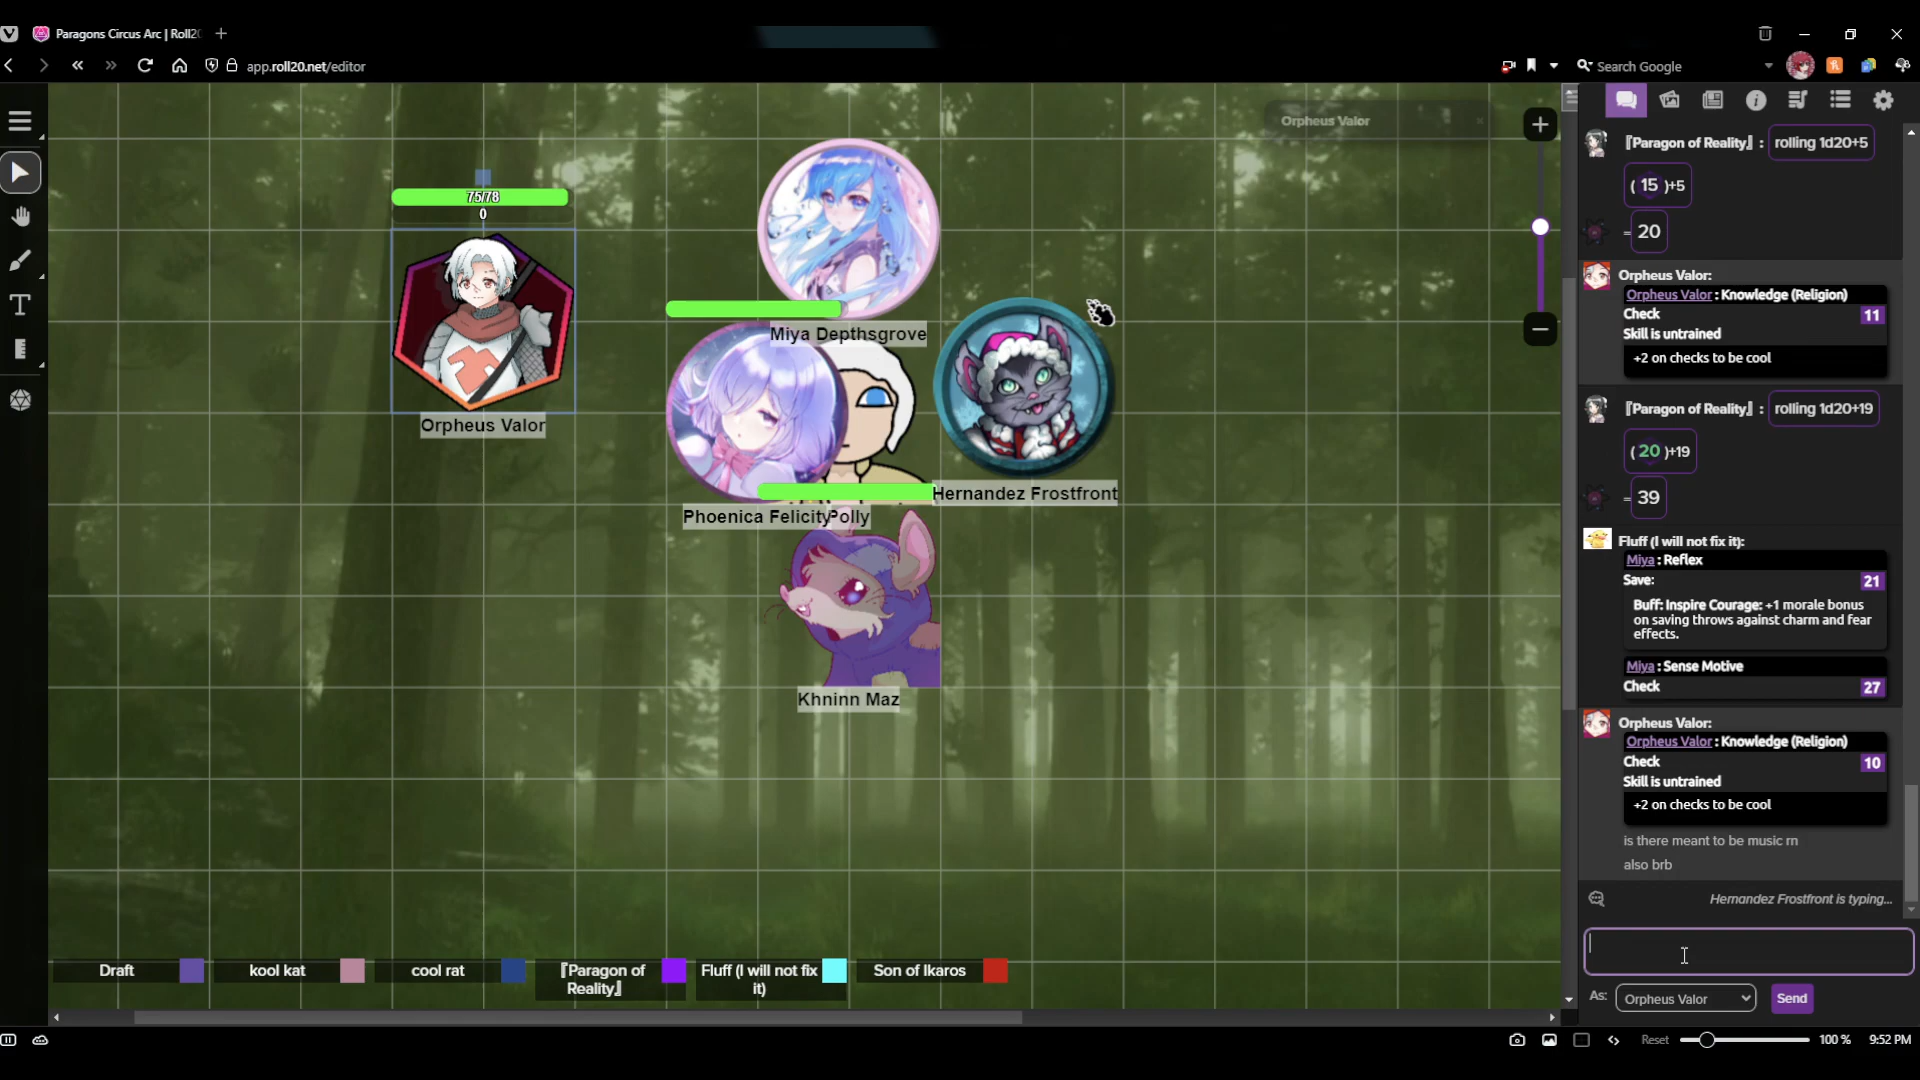 Paragons Circus Arc | Roll2
app.roll20.net/editor
Search Google
Orpheus Valor
75/78
0
Orpheus Valor
Miya Depthsgrove
Hernandez Frostfront
Phoenica Felicity
Polly
Khninn Maz
Draft
kool kat
cool rat
『Paragon of
Reality』
Fluff (I will not fix
it)
Son of Ikaros
『Paragon of Reality』 :
rolling 1d20+5
( 15 )+5
= 20
Orpheus Valor:
Orpheus Valor : Knowledge (Religion)
Check 11
Skill is untrained
+2 on checks to be cool
『Paragon of Reality』 :
rolling 1d20+19
( 20 )+19
= 39
Fluff (I will not fix it):
Miya : Reflex
Save: 21
Buff: Inspire Courage: +1 morale bonus
on saving throws against charm and fear
effects.
Miya : Sense Motive
Check 27
Orpheus Valor:
Orpheus Valor : Knowledge (Religion)
Check 10
Skill is untrained
+2 on checks to be cool
is there meant to be music rn
also brb
Hernandez Frostfront is typing...
As: Orpheus Valor Send
Reset 100 % 9:52 PM